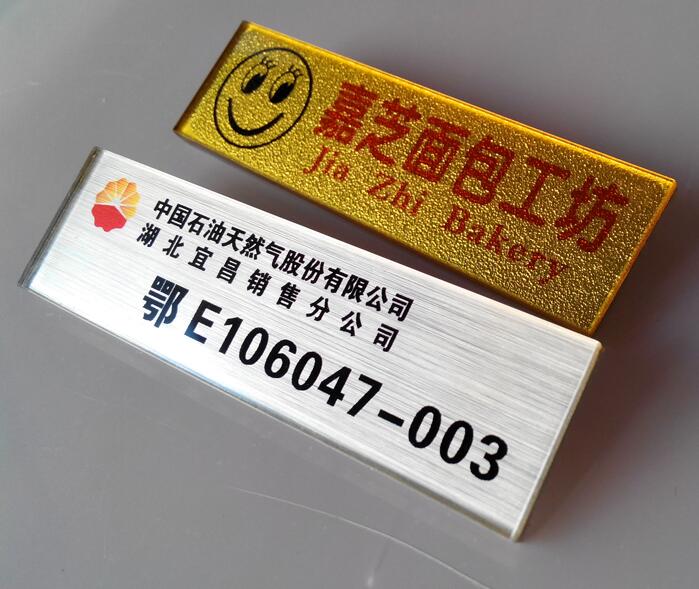 嘉芝面包工坊
Jia Zhi Bakery
中国石油天然气股份有限公司
湖北宜昌销售分公司
鄂E106047-003